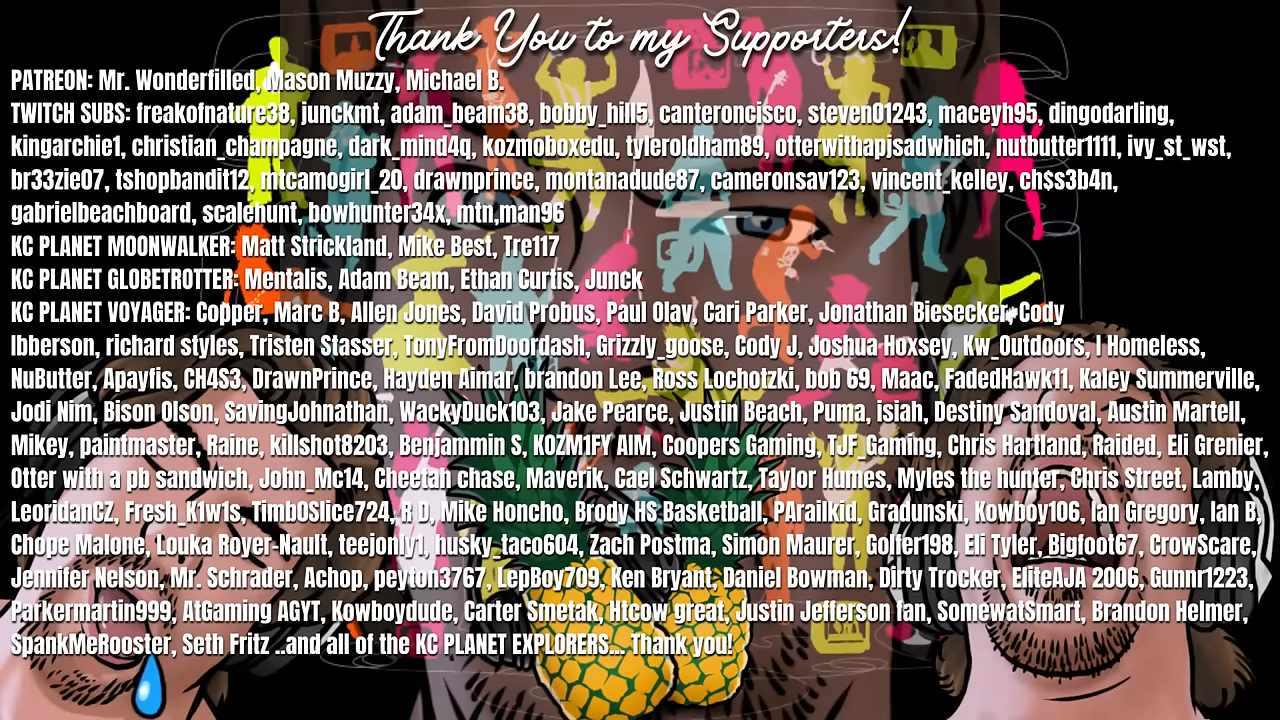 Thank You to my Supporters!
PATREON: Mr. Wonderfilled, Mason Muzzy, Michael B.
TWITCH SUBS: freakofnature38, junckmt, adam_beam38, bobby_hill5, canteroncisco, steven01243, maceyh95, dingodarling,
kingarchie1, christian_champagne, dark_mind4q, kozmoboxedu, tyleroldham89, otterwithapjsadwhich, nutbutter1111, ivy_st_wst,
br33zie07, tshopbandit12, mtcamogirl_20, drawnprince, montanadude87, cameronsav123, vincent_kelley, ch$s3b4n,
gabrielbeachboard, scalehunt, bowhunter34x, mtn,man96
KC PLANET MOONWALKER: Matt Strickland, Mike Best, Tre117
KC PLANET GLOBETROTTER: Mentalis, Adam Beam, Ethan Curtis, Junck
KC PLANET VOYAGER: Copper, Marc B, Allen Jones, David Probus, Paul Olav, Cari Parker, Jonathan Biesecker, Cody
Ibberson, richard styles, Tristen Stasser, TonyFromDoordash, Grizzly_goose, Cody J, Joshua Hoxsey, Kw_Outdoors, I Homeless,
NuButter, Apayfis, CH4S3, DrawnPrince, Hayden Aimar, brandon Lee, Ross Lochotzki, bob 69, Maac, FadedHawk11, Kaley Summerville,
Jodi Nim, Bison Olson, SavingJohnathan, WackyDuck103, Jake Pearce, Justin Beach, Puma, isiah, Destiny Sandoval, Austin Martell,
Mikey, paintmaster, Raine, killshot8203, Benjammin S, K0ZM1FY AIM, Coopers Gaming, TJF_Gaming, Chris Hartland, Raided, Eli Grenier,
Otter with a pb sandwich, John_Mc14, Cheetah chase, Maverik, Cael Schwartz, Taylor Humes, Myles the hunter, Chris Street, Lamby,
LeoridanCZ, Fresh_K1w1s, Timb0Slice724, R D, Mike Honcho, Brody HS Basketball, PArailkid, Gradunski, Kowboy106, Ian Gregory, Ian B,
Chope Malone, Louka Royer-Nault, teejonly1, husky_taco604, Zach Postma, Simon Maurer, Golfer198, Eli Tyler, Bigfoot67, CrowScare,
Jennifer Nelson, Mr. Schrader, Achop, peyton3767, LepBoy709, Ken Bryant, Daniel Bowman, Dirty Trocker, EliteAJA 2006, Gunnr1223,
Parkermartin999, AtGaming AGYT, Kowboydude, Carter Smetak, Htcow great, Justin Jefferson fan, SomewatSmart, Brandon Helmer,
SpankMeRooster, Seth Fritz ..and all of the KC PLANET EXPLORERS... Thank you!